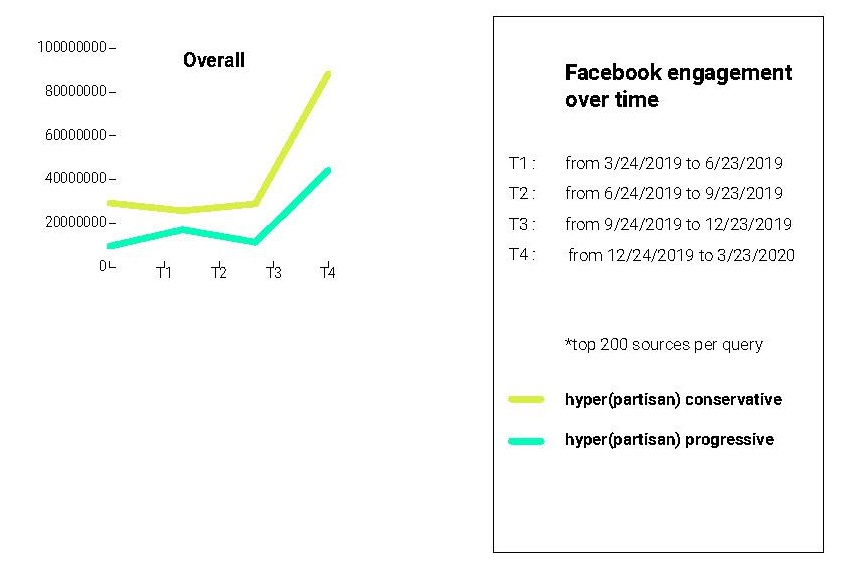 Overall
100000000
80000000
60000000
40000000
20000000
0
T1 T2 T3 T4
Facebook engagement
over time
T1 : from 3/24/2019 to 6/23/2019
T2 : from 6/24/2019 to 9/23/2019
T3 : from 9/24/2019 to 12/23/2019
T4 : from 12/24/2019 to 3/23/2020
*top 200 sources per query
hyper(partisan) conservative
hyper(partisan) progressive